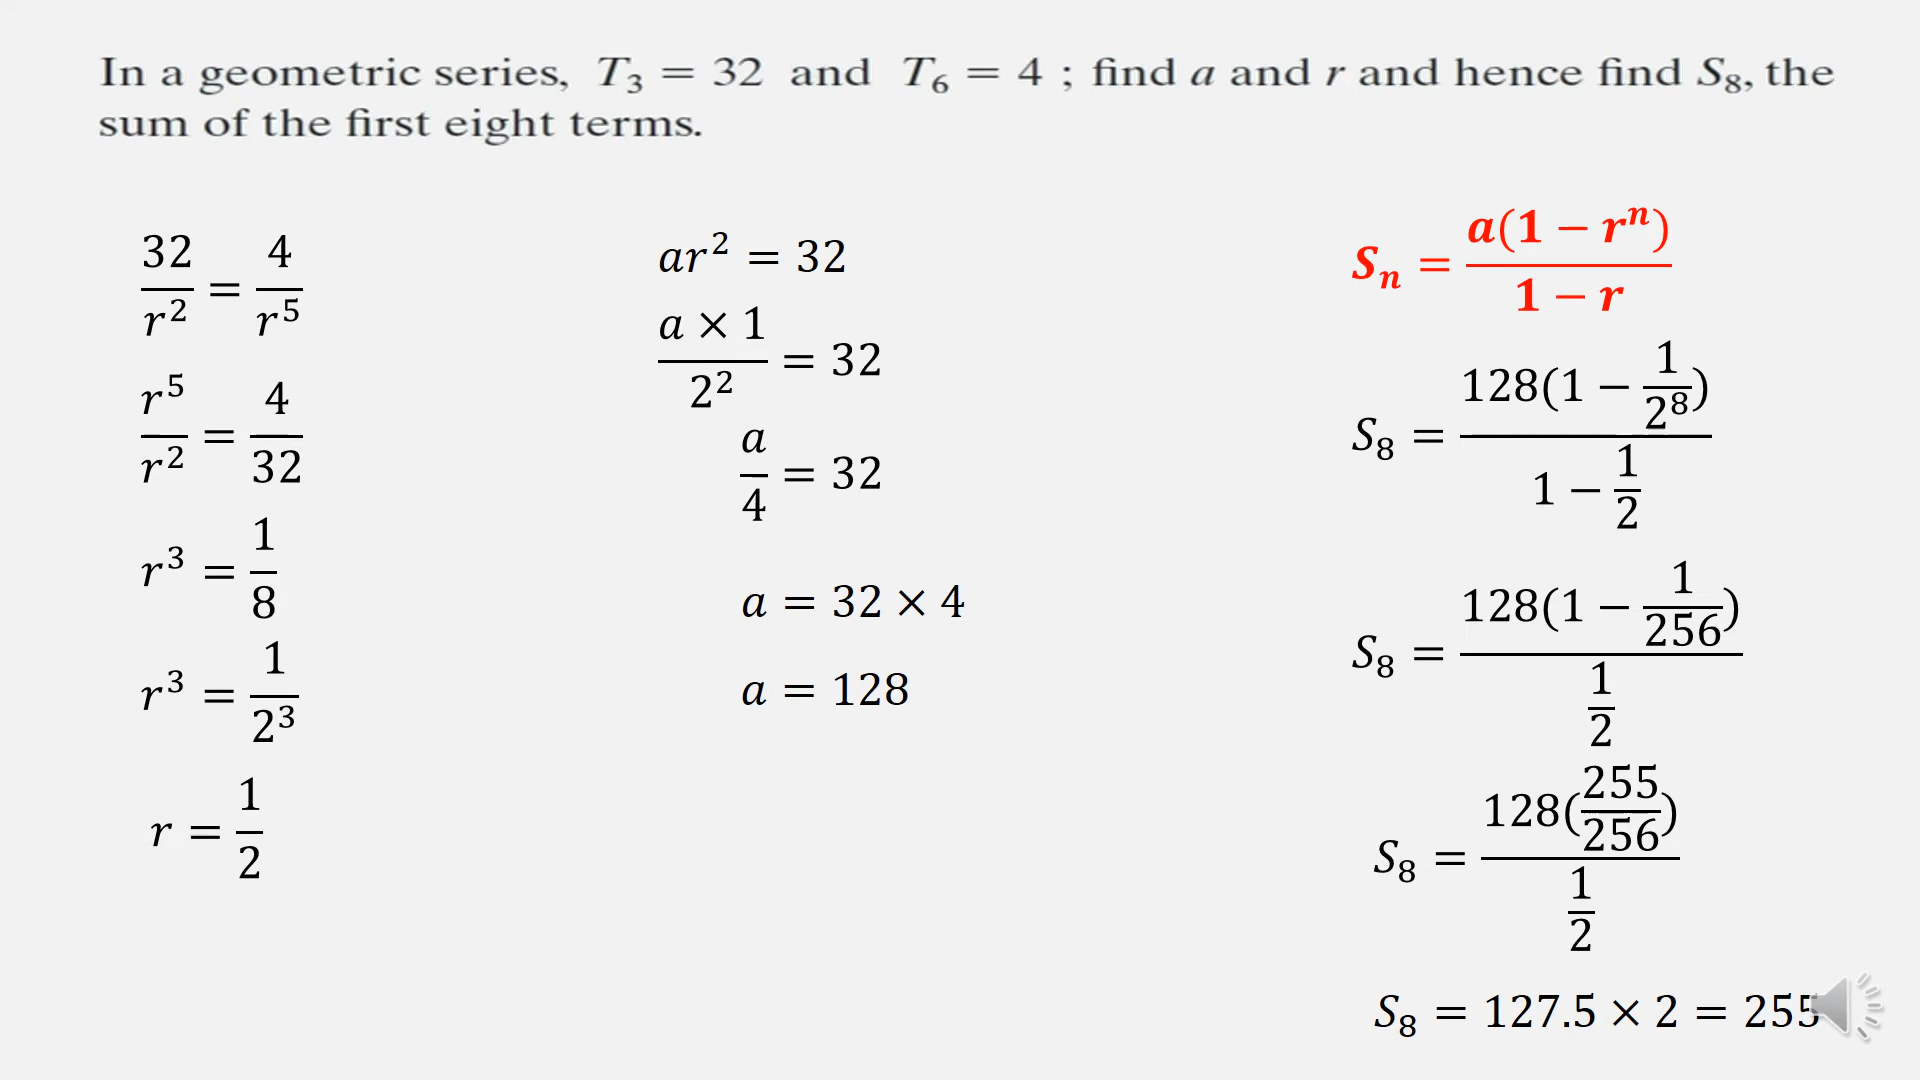 In a geometric series, T₃ = 32 and T₆ = 4 ; find a and r and hence find S₈, the
sum of the first eight terms.
32/r² = 4/r⁵
r⁵/r² = 4/32
r³ = 1/8
r³ = 1/2³
r = 1/2
ar² = 32
(a × 1)/2² = 32
a/4 = 32
a = 32 × 4
a = 128
Sₙ = a(1 − rⁿ)/(1 − r)
S₈ = 128(1 − 1/2⁸)/(1 − 1/2)
S₈ = 128(1 − 1/256)/(1/2)
S₈ = 128(255/256)/(1/2)
S₈ = 127.5 × 2 = 255